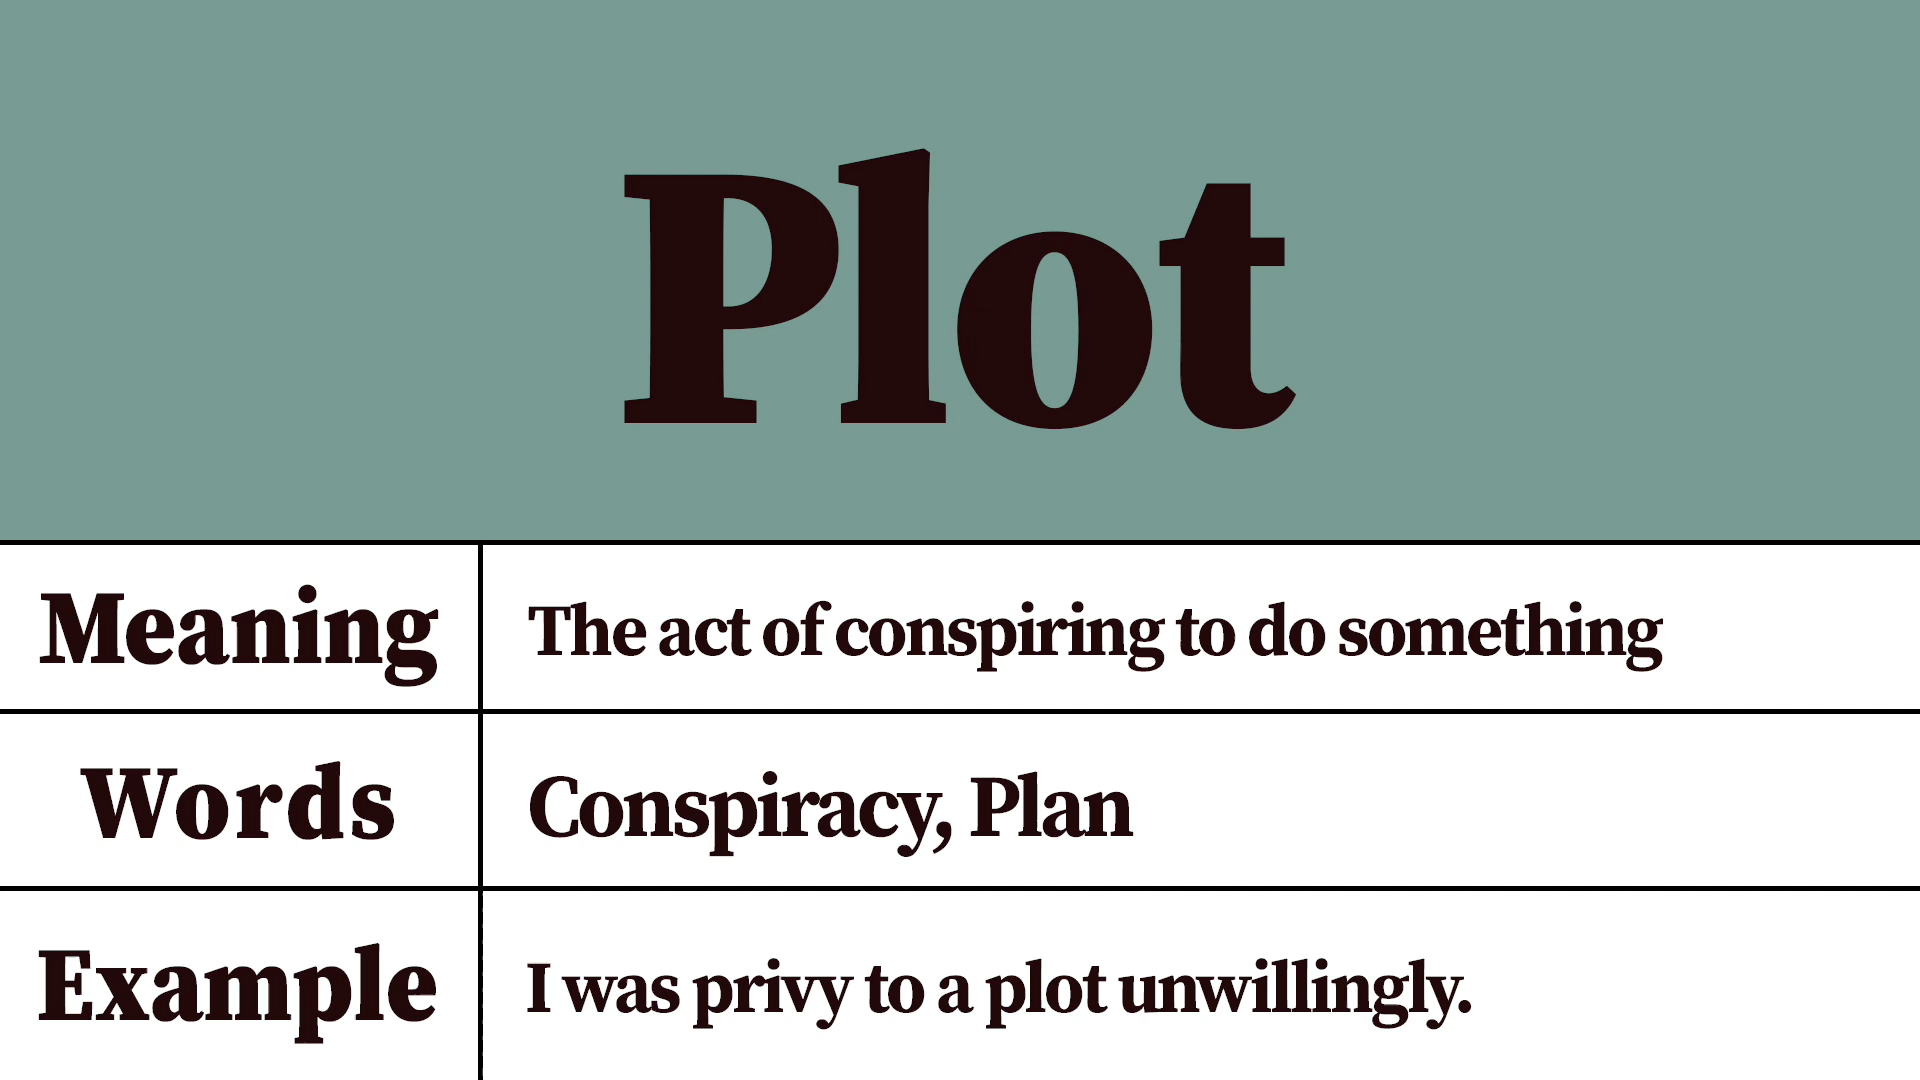 Plot
Meaning
The act of conspiring to do something
Words
Conspiracy, Plan
Example
I was privy to a plot unwillingly.